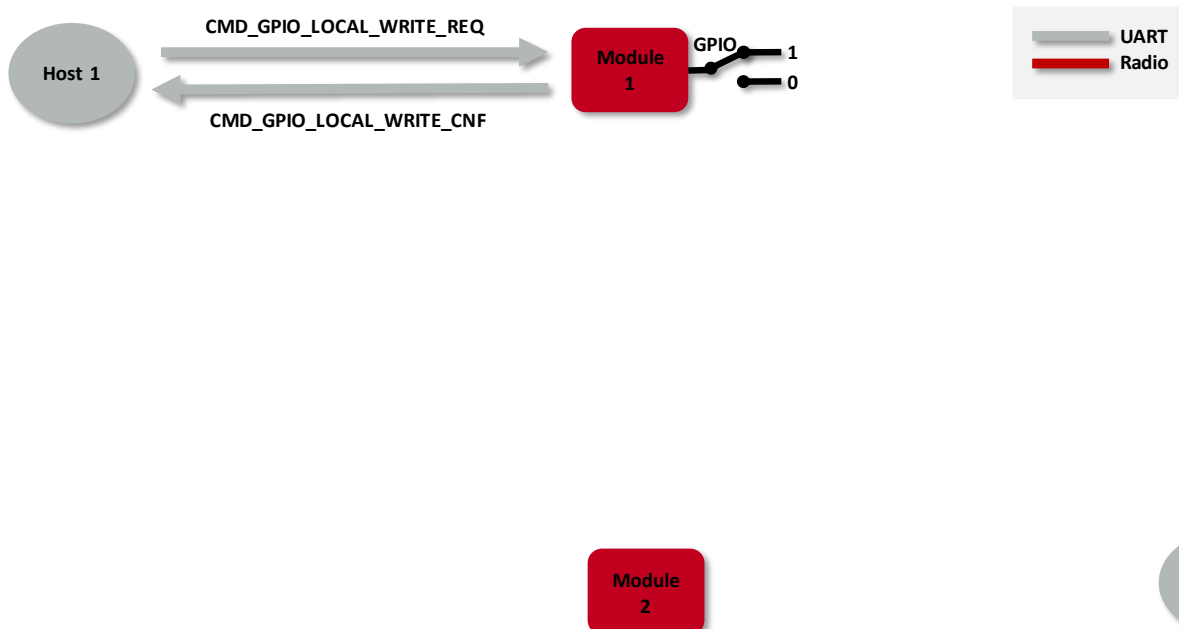 CMD_GPIO_LOCAL_WRITE_REQ
Host 1
CMD_GPIO_LOCAL_WRITE_CNF
Module
1
GPIO
1
0
UART
Radio
Module
2